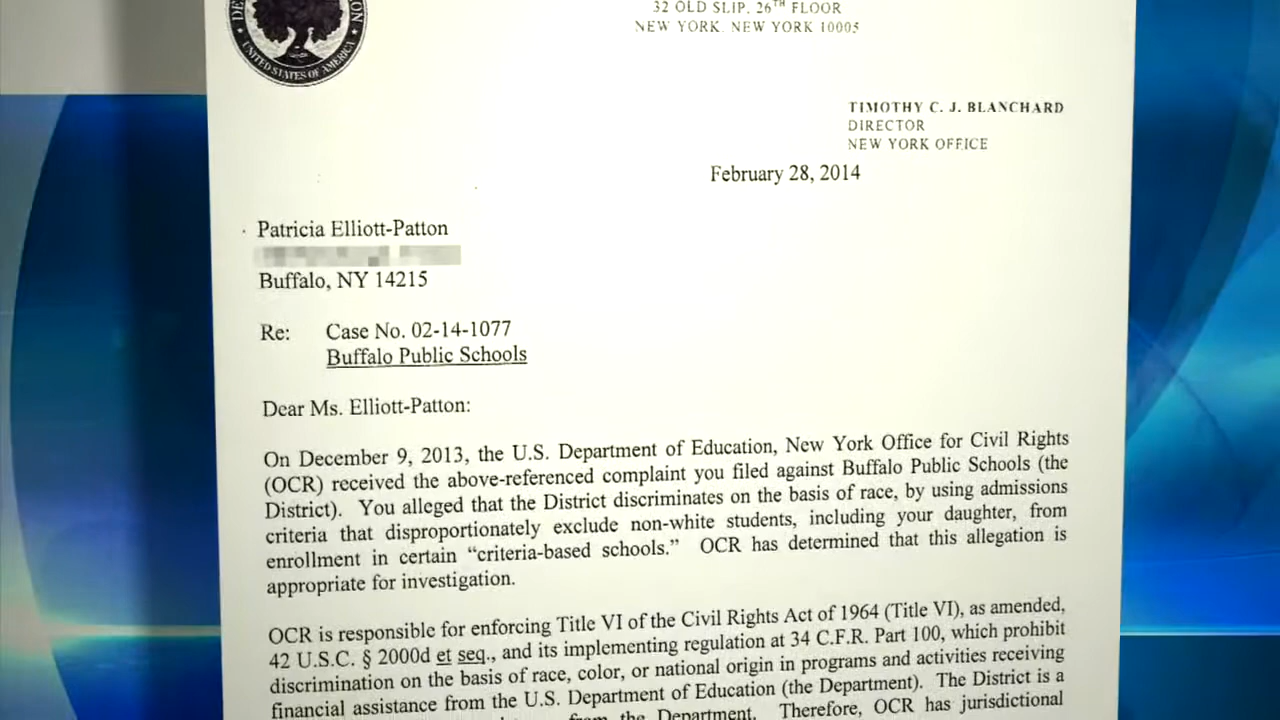 UNITED STATES OF AMERICA
32 OLD SLIP, 26TH FLOOR
NEW YORK, NEW YORK 10005
TIMOTHY C. J. BLANCHARD
DIRECTOR
NEW YORK OFFICE
February 28, 2014
Patricia Elliott-Patton
Buffalo, NY 14215
Re: Case No. 02-14-1077
Buffalo Public Schools
Dear Ms. Elliott-Patton:
On December 9, 2013, the U.S. Department of Education, New York Office for Civil Rights
(OCR) received the above-referenced complaint you filed against Buffalo Public Schools (the
District). You alleged that the District discriminates on the basis of race, by using admissions
criteria that disproportionately exclude non-white students, including your daughter, from
enrollment in certain “criteria-based schools.” OCR has determined that this allegation is
appropriate for investigation.
OCR is responsible for enforcing Title VI of the Civil Rights Act of 1964 (Title VI), as amended,
42 U.S.C. § 2000d et seq., and its implementing regulation at 34 C.F.R. Part 100, which prohibit
discrimination on the basis of race, color, or national origin in programs and activities receiving
financial assistance from the U.S. Department of Education (the Department). The District is a
from the Department. Therefore, OCR has jurisdictional